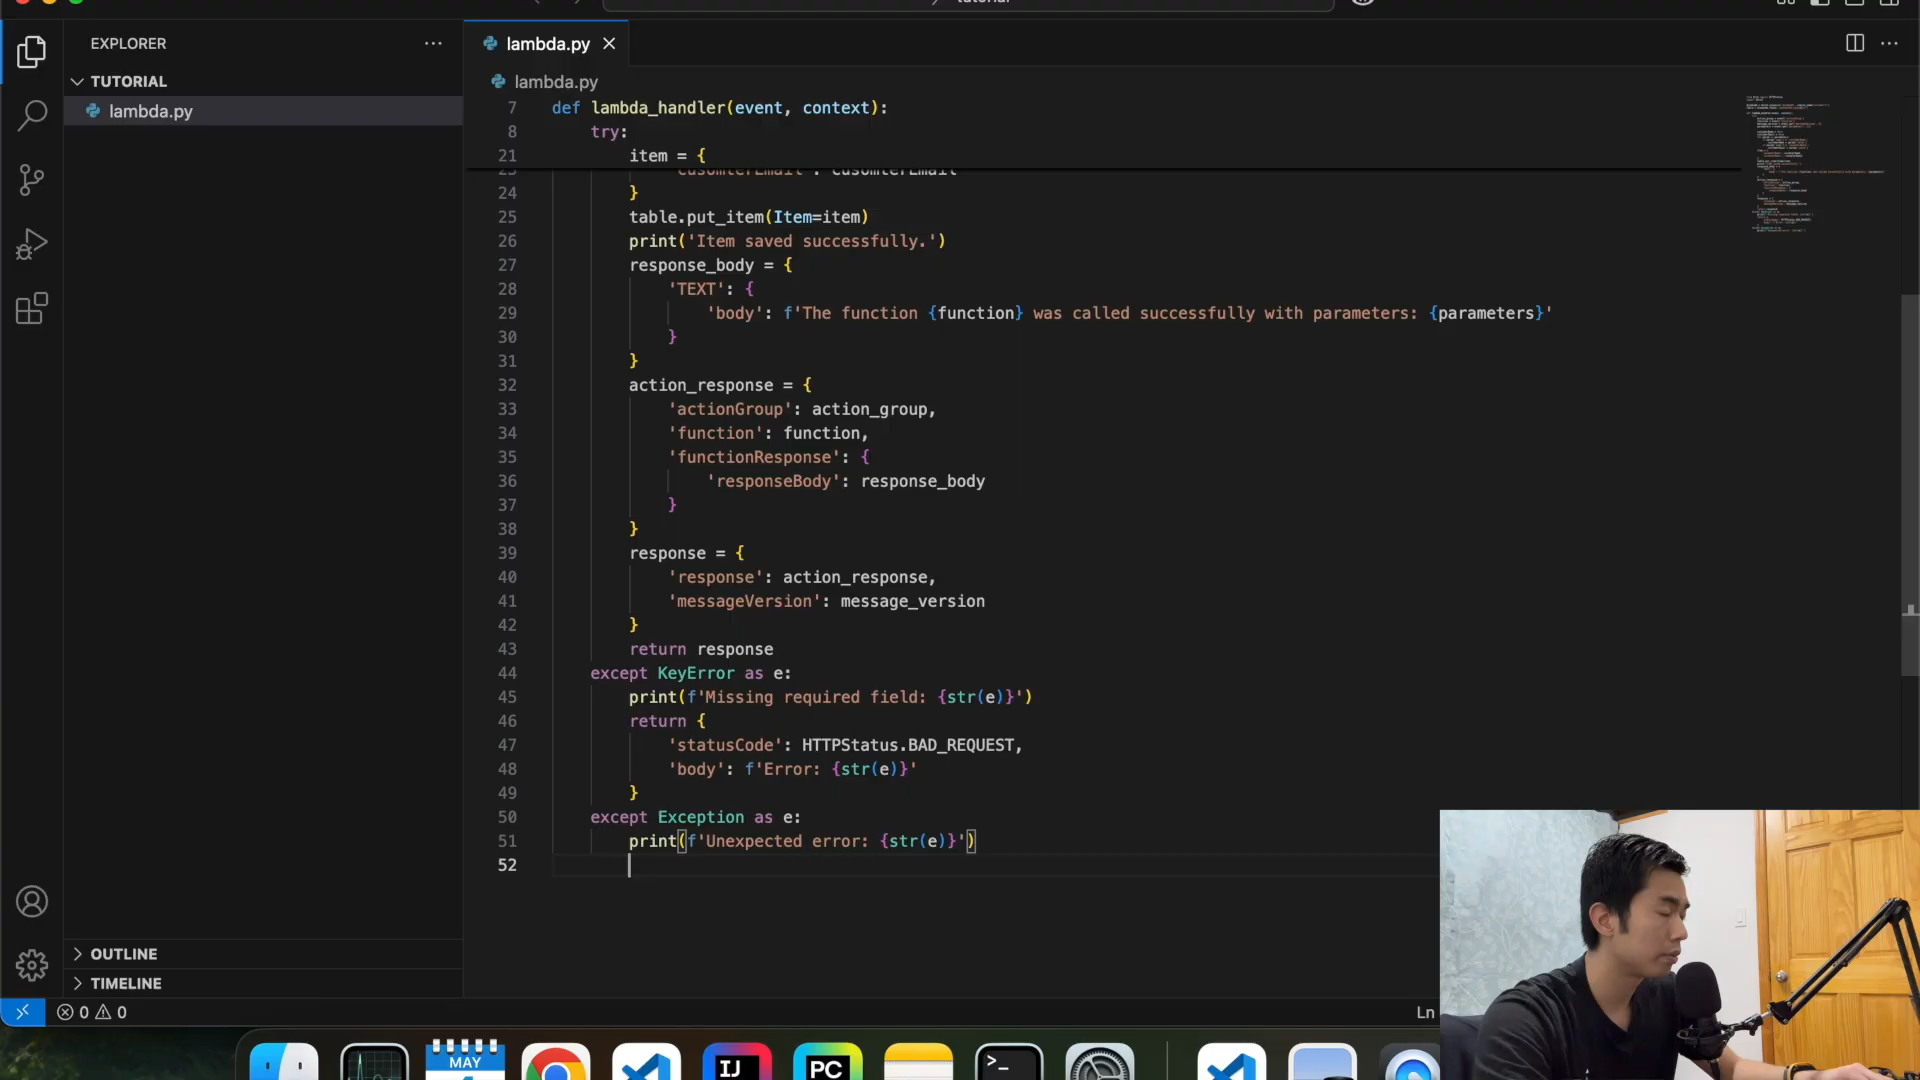 tutorial
EXPLORER
TUTORIAL
lambda.py
OUTLINE
TIMELINE
lambda.py
lambda.py
7 def lambda_handler(event, context):
8 try:
21 item = {
23 'cusomterEmail': cusomterEmail
24 }
25 table.put_item(Item=item)
26 print('Item saved successfully.')
27 response_body = {
28 'TEXT': {
29 'body': f'The function {function} was called successfully with parameters: {parameters}'
30 }
31 }
32 action_response = {
33 'actionGroup': action_group,
34 'function': function,
35 'functionResponse': {
36 'responseBody': response_body
37 }
38 }
39 response = {
40 'response': action_response,
41 'messageVersion': message_version
42 }
43 return response
44 except KeyError as e:
45 print(f'Missing required field: {str(e)}')
46 return {
47 'statusCode': HTTPStatus.BAD_REQUEST,
48 'body': f'Error: {str(e)}'
49 }
50 except Exception as e:
51 print(f'Unexpected error: {str(e)}')
52
0 0
Ln
MAY
IJ
PC
>_